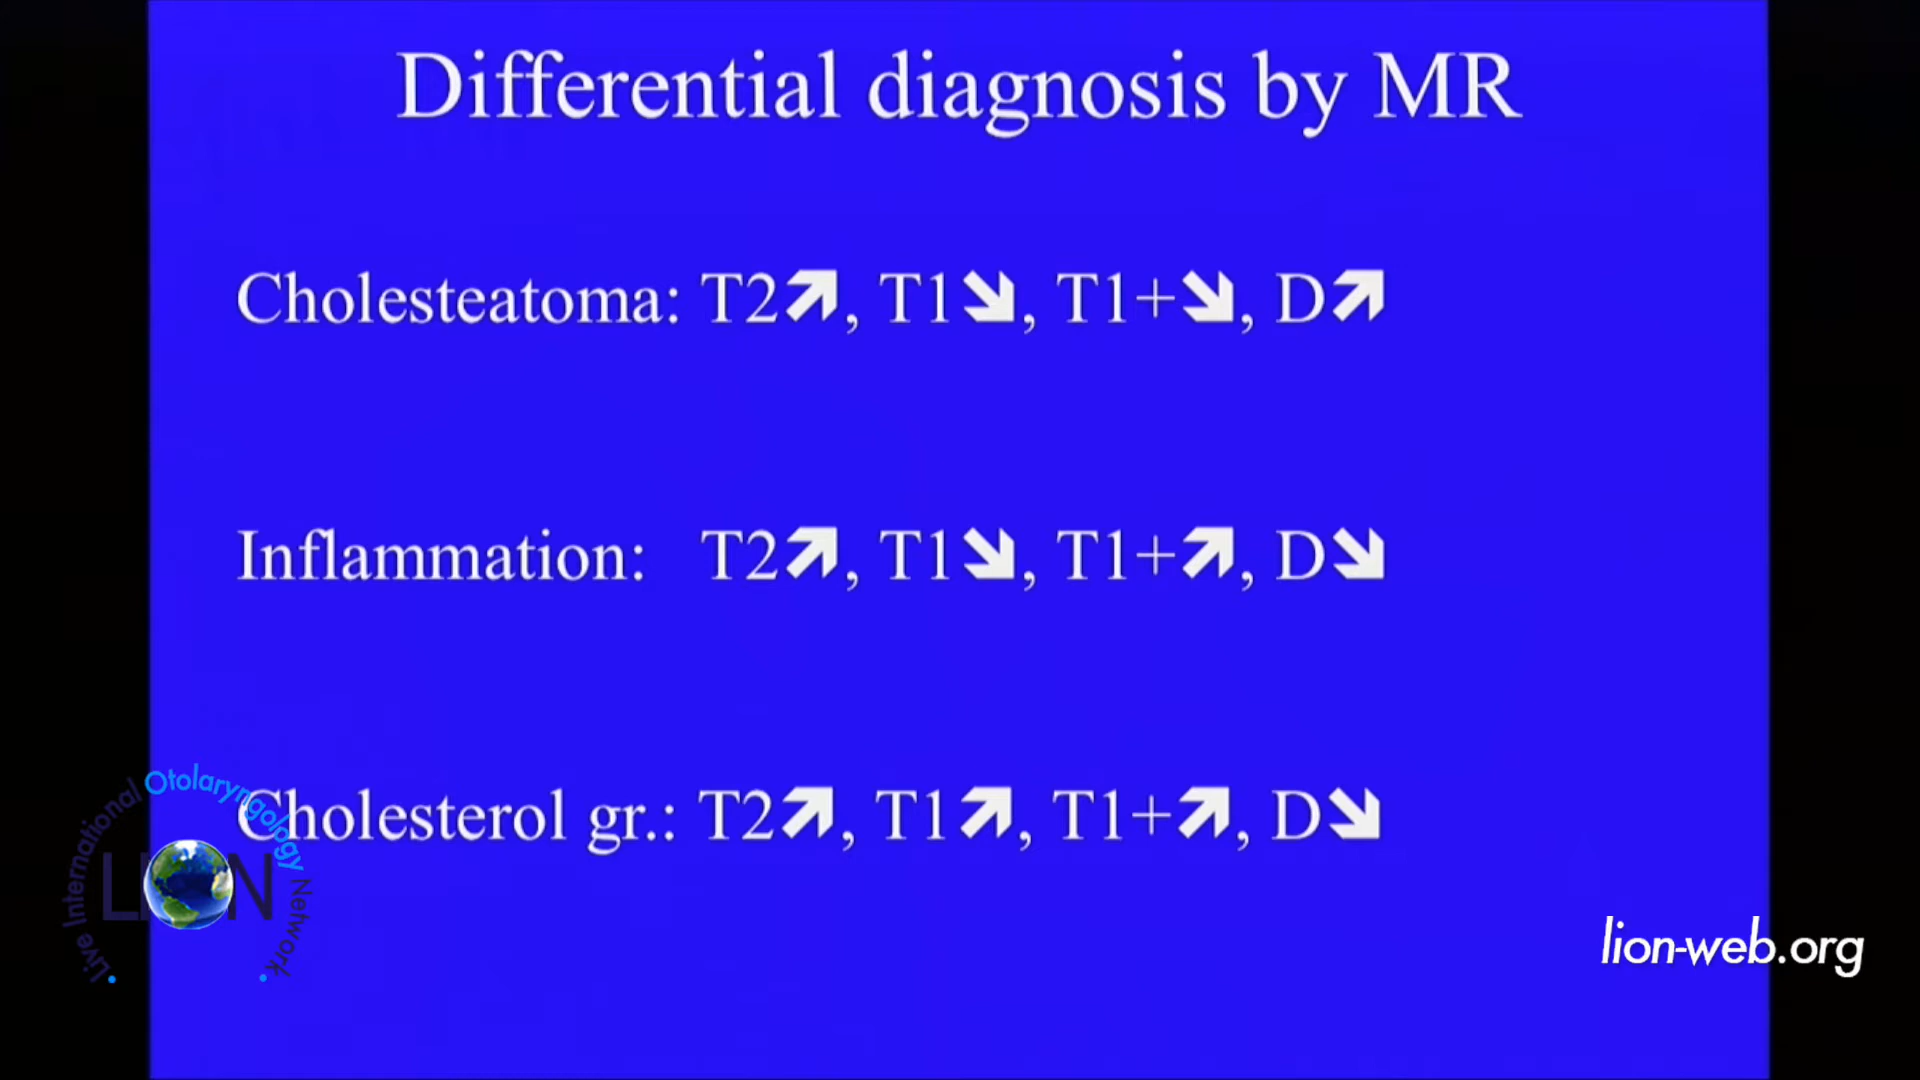 Differential diagnosis by MR
Cholesteatoma: T2↗, T1↘, T1+↘, D↗
Inflammation: T2↗, T1↘, T1+↗, D↘
Cholesterol gr.: T2↗, T1↗, T1+↗, D↘
Live International Otolaryngology Network
LION
lion-web.org